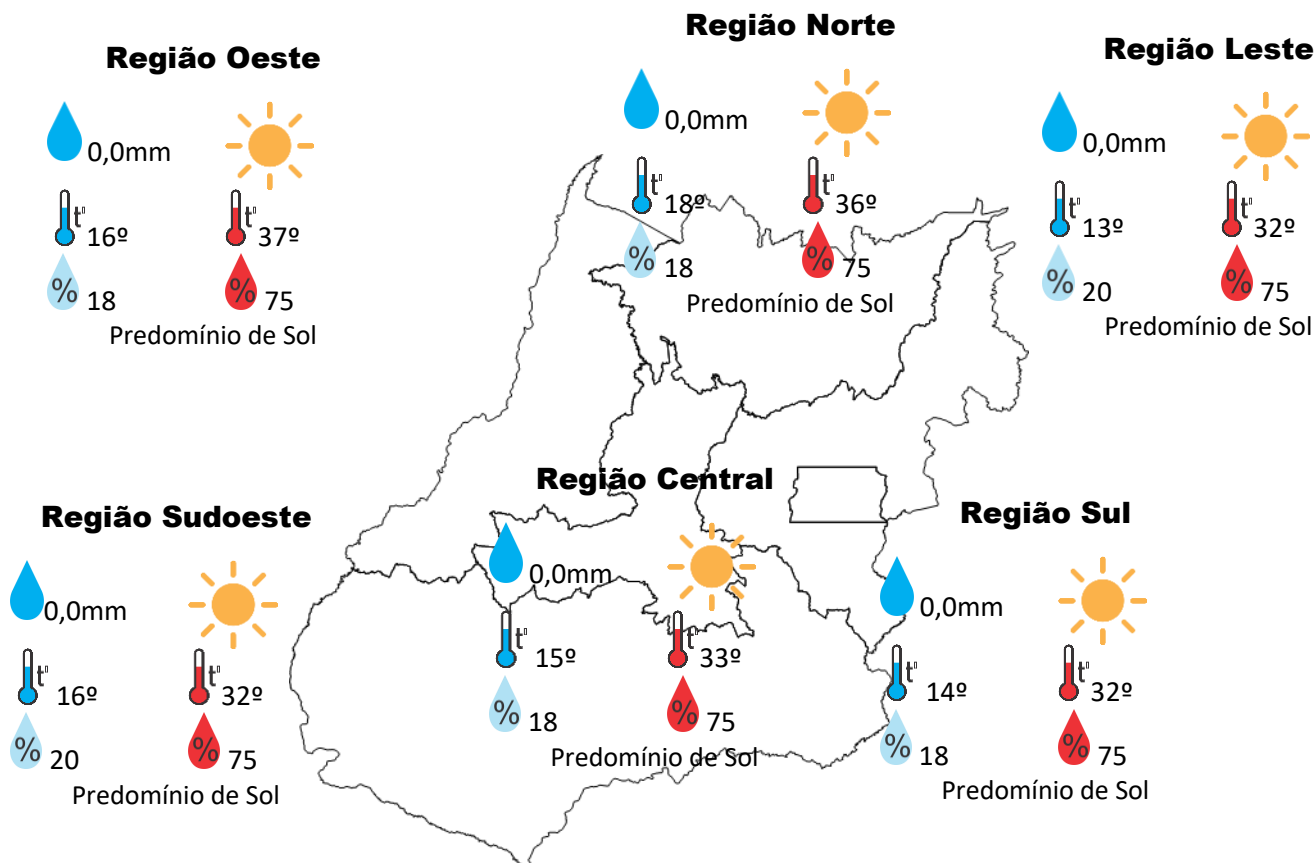 Região Oeste
0,0mm
t°
16º
t°
37º
%
18
%
75
Predomínio de Sol
Região Norte
0,0mm
t°
18º
t°
36º
%
18
%
75
Predomínio de Sol
Região Leste
0,0mm
t°
13º
t°
32º
%
20
%
75
Predomínio de Sol
Região Sudoeste
0,0mm
t°
16º
t°
32º
%
20
%
75
Predomínio de Sol
Região Central
0,0mm
t°
15º
t°
33º
%
18
%
75
Predomínio de Sol
Região Sul
0,0mm
t°
14º
t°
32º
%
18
%
75
Predomínio de Sol